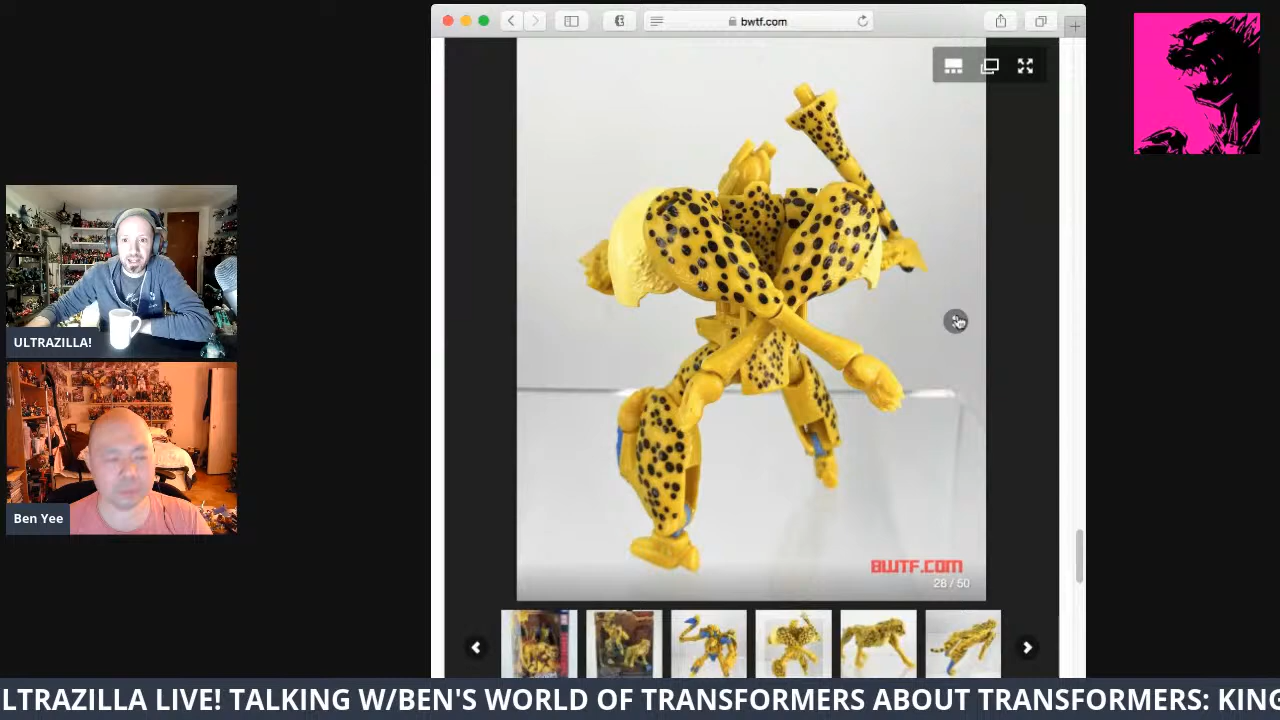 bwtf.com
ULTRAZILLA!
Ben Yee
BWTF.COM
28 / 50
LTRAZILLA LIVE! TALKING W/BEN'S WORLD OF TRANSFORMERS ABOUT TRANSFORMERS: KING